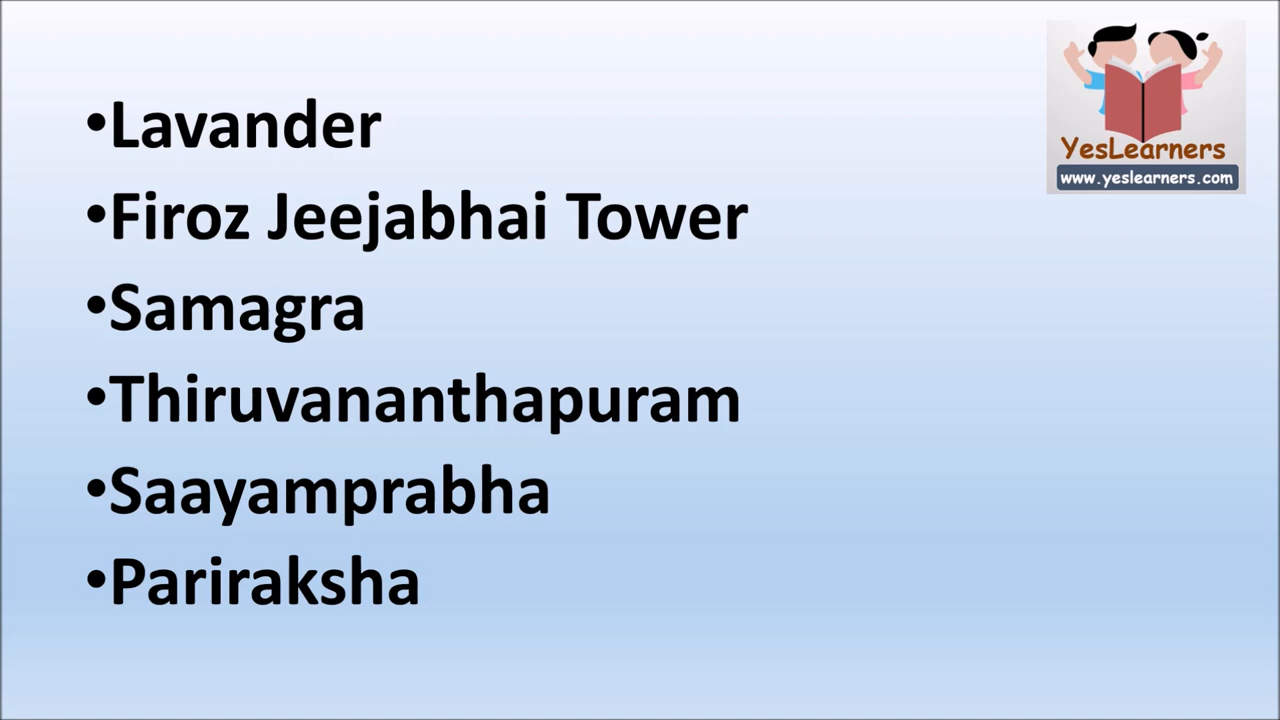 •Lavander
•Firoz Jeejabhai Tower
•Samagra
•Thiruvananthapuram
•Saayamprabha
•Pariraksha
YesLearners
www.yeslearners.com